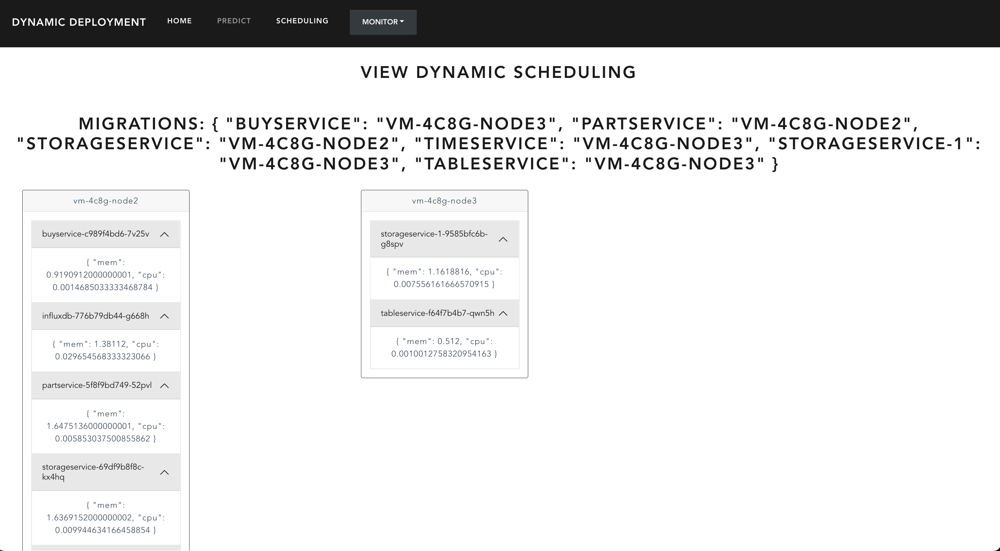 DYNAMIC DEPLOYMENT HOME PREDICT SCHEDULING MONITOR
VIEW DYNAMIC SCHEDULING
MIGRATIONS: { "BUYSERVICE": "VM-4C8G-NODE3", "PARTSERVICE": "VM-4C8G-NODE2",
"STORAGESERVICE": "VM-4C8G-NODE2", "TIMESERVICE": "VM-4C8G-NODE3", "STORAGESERVICE-1":
"VM-4C8G-NODE3", "TABLESERVICE": "VM-4C8G-NODE3" }
vm-4c8g-node2
buyservice-c989f4bd6-7v25v
{ "mem":
0.9190912000000001, "cpu":
0.0014685033333468784 }
influxdb-776b79db44-g668h
{ "mem": 1.38112, "cpu":
0.029654568333323066 }
partservice-5f8f9bd749-52pvl
{ "mem":
1.6475136000000001, "cpu":
0.005853037500855862 }
storageservice-69df9b8f8c-
kx4hq
{ "mem":
1.6369152000000002, "cpu":
0.009944634166458854 }
vm-4c8g-node3
storageservice-1-9585bfc6b-
g8spv
{ "mem": 1.1618816, "cpu":
0.007556161666570915 }
tableservice-f64f7b4b7-qwn5h
{ "mem": 0.512, "cpu":
0.0010012758320954163 }